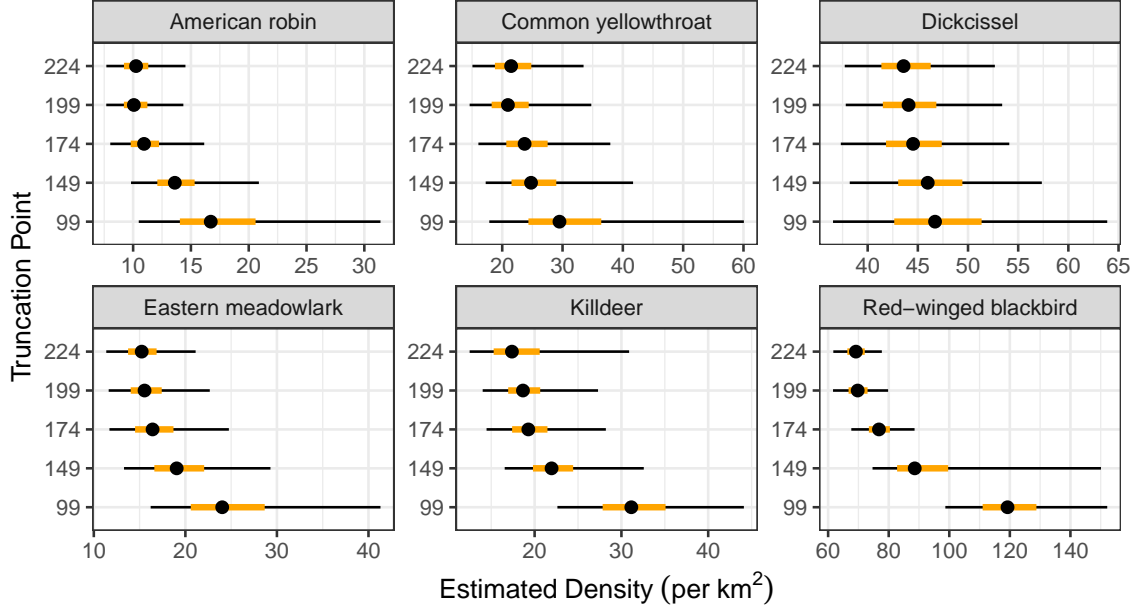 American robin
Common yellowthroat
Dickcissel
224
199
174
149
99
10 15 20 25 30
224
199
174
149
99
20 30 40 50 60
224
199
174
149
99
40 45 50 55 60 65
Eastern meadowlark
Killdeer
Red−winged blackbird
224
199
174
149
99
10 20 30 40
224
199
174
149
99
20 30 40
224
199
174
149
99
60 80 100 120 140
Truncation Point
Estimated Density (per km²)